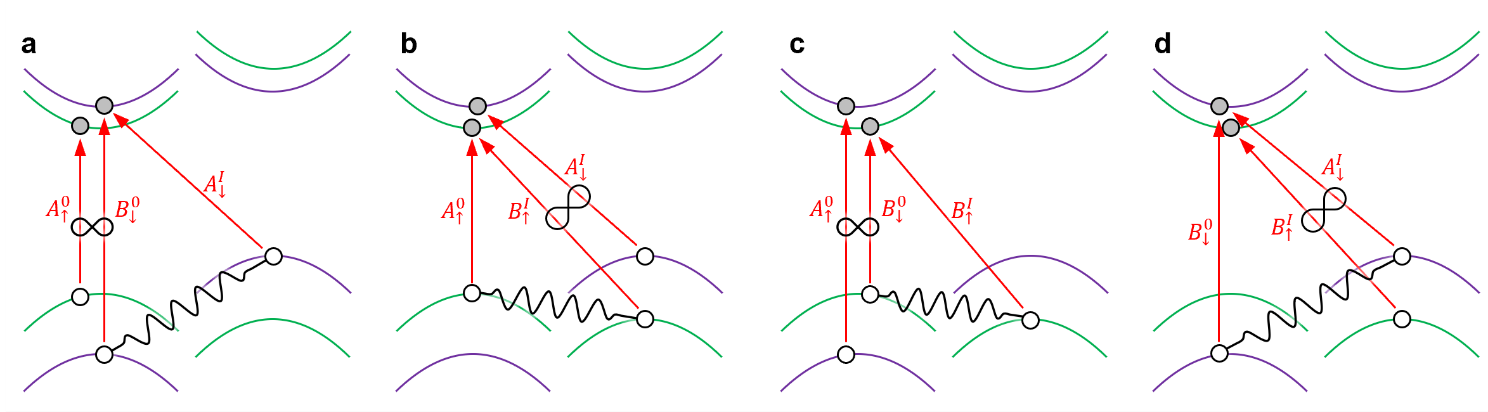 a
A↑⁰ B↓⁰ A↓ᴵ
b
A↑⁰ B↑ᴵ A↓ᴵ
c
A↑⁰ B↓⁰ B↑ᴵ
d
B↓⁰ B↑ᴵ A↓ᴵ